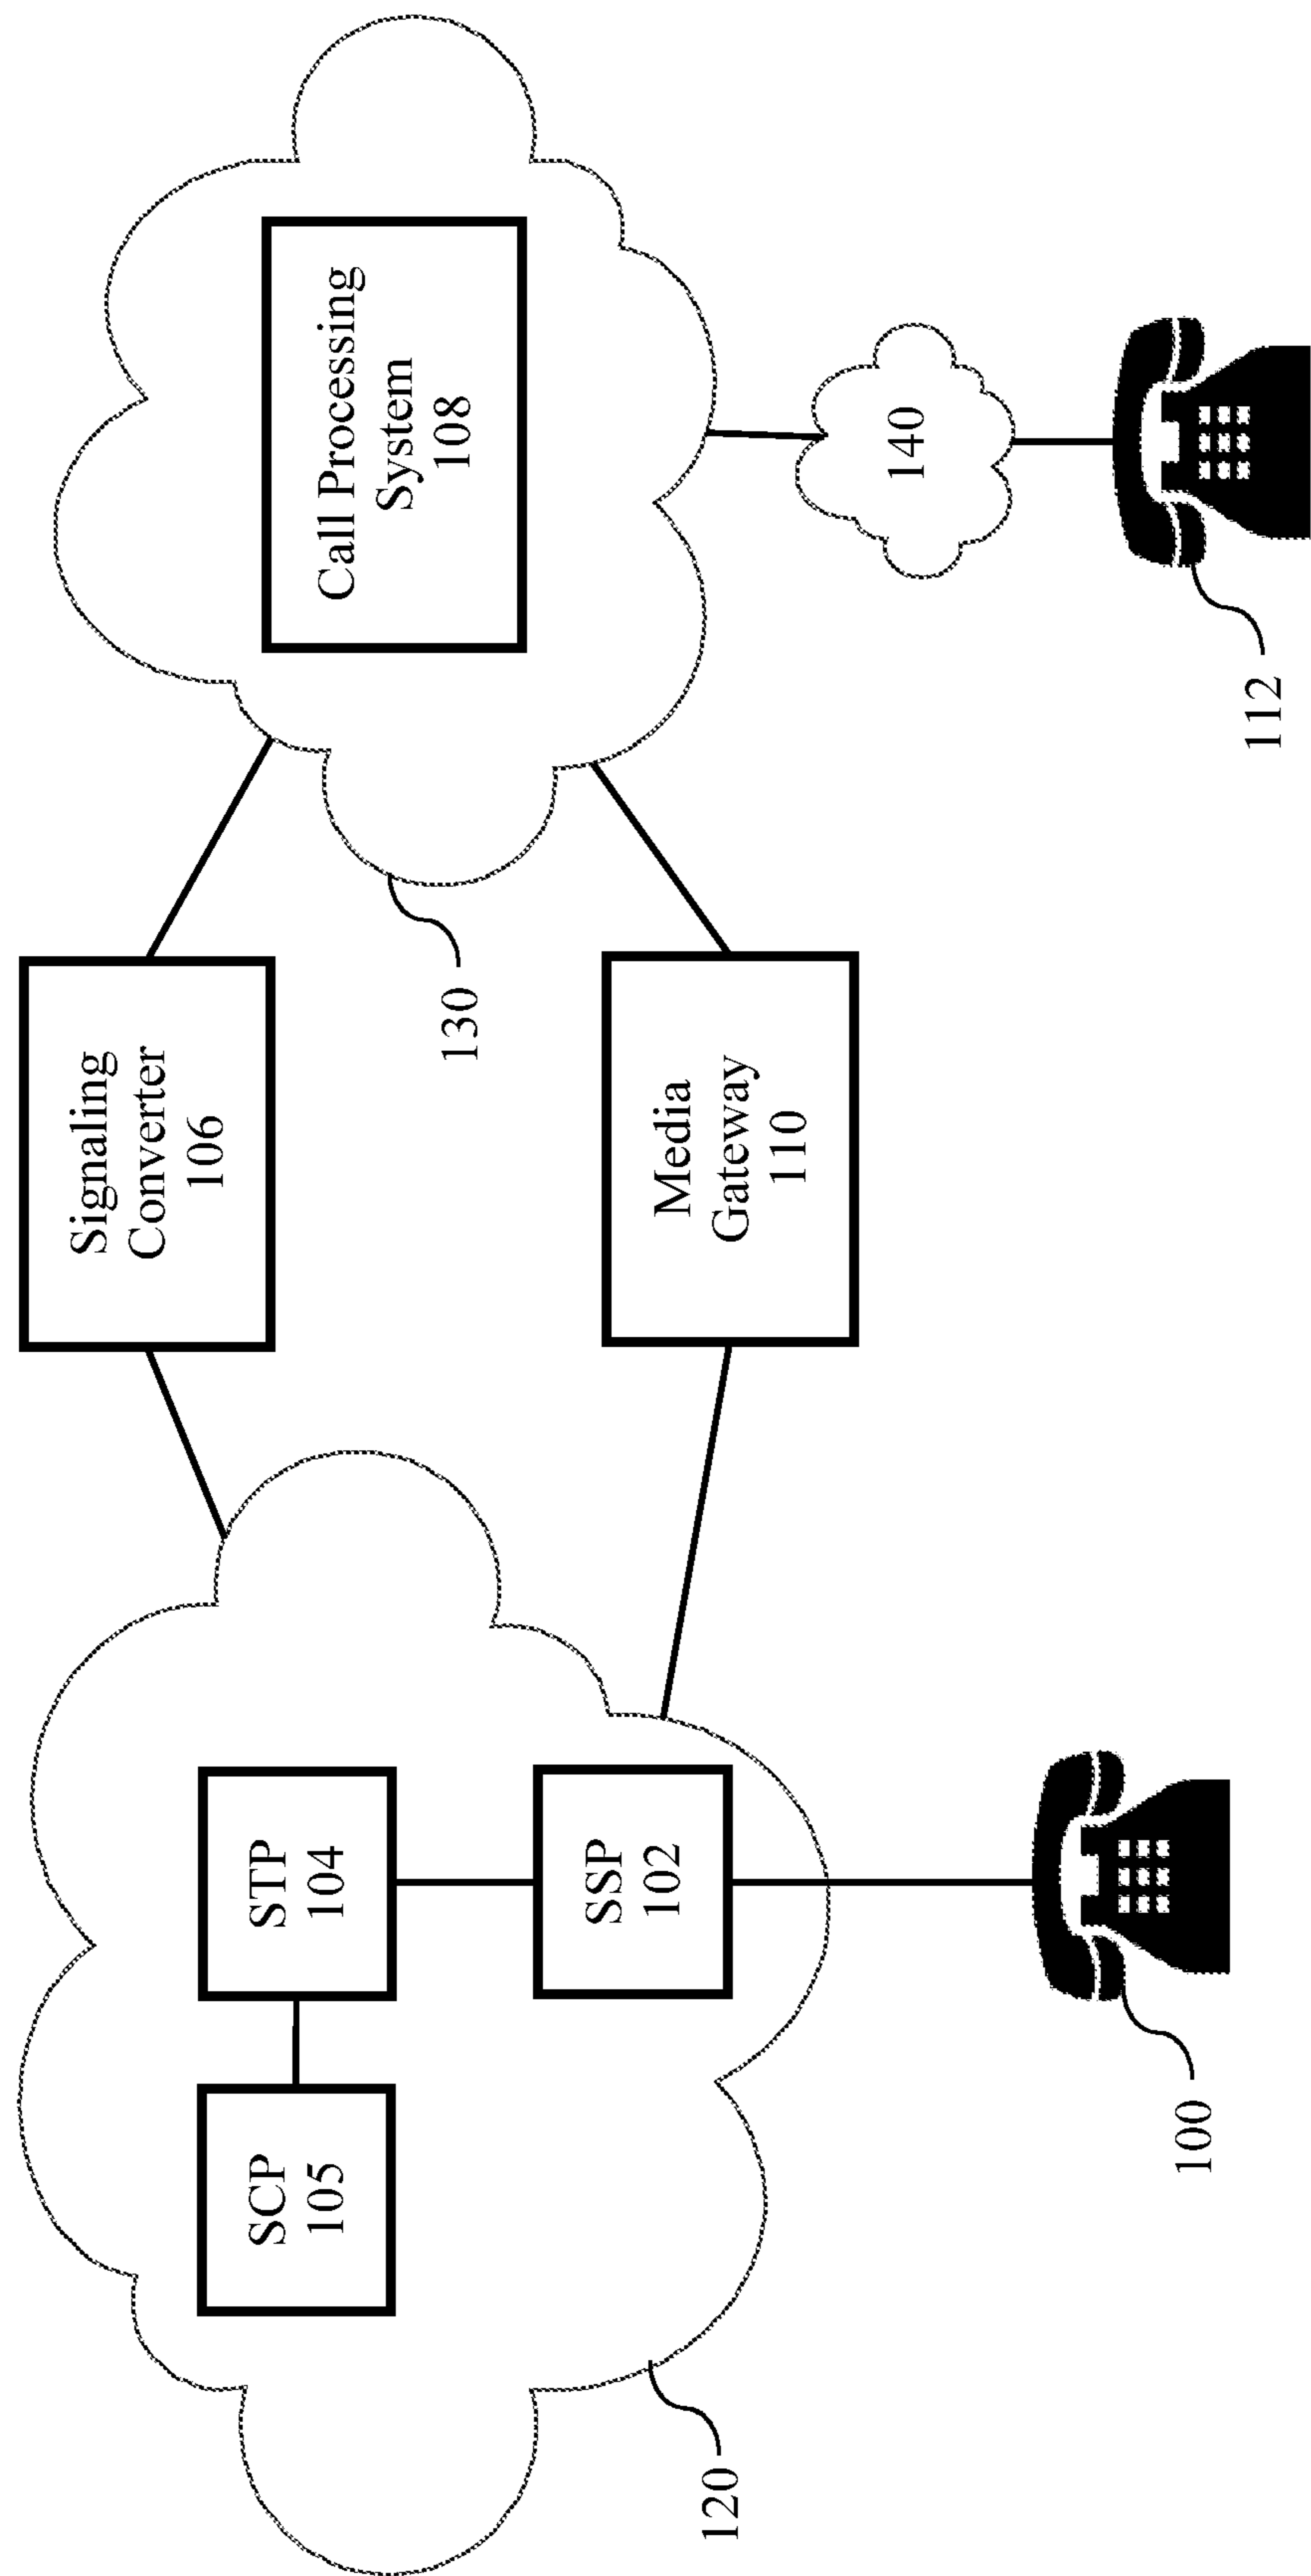 SCP
105
STP
104
SSP
102
120
100
Signaling
Converter
106
Media
Gateway
110
130
Call Processing
System
108
140
112